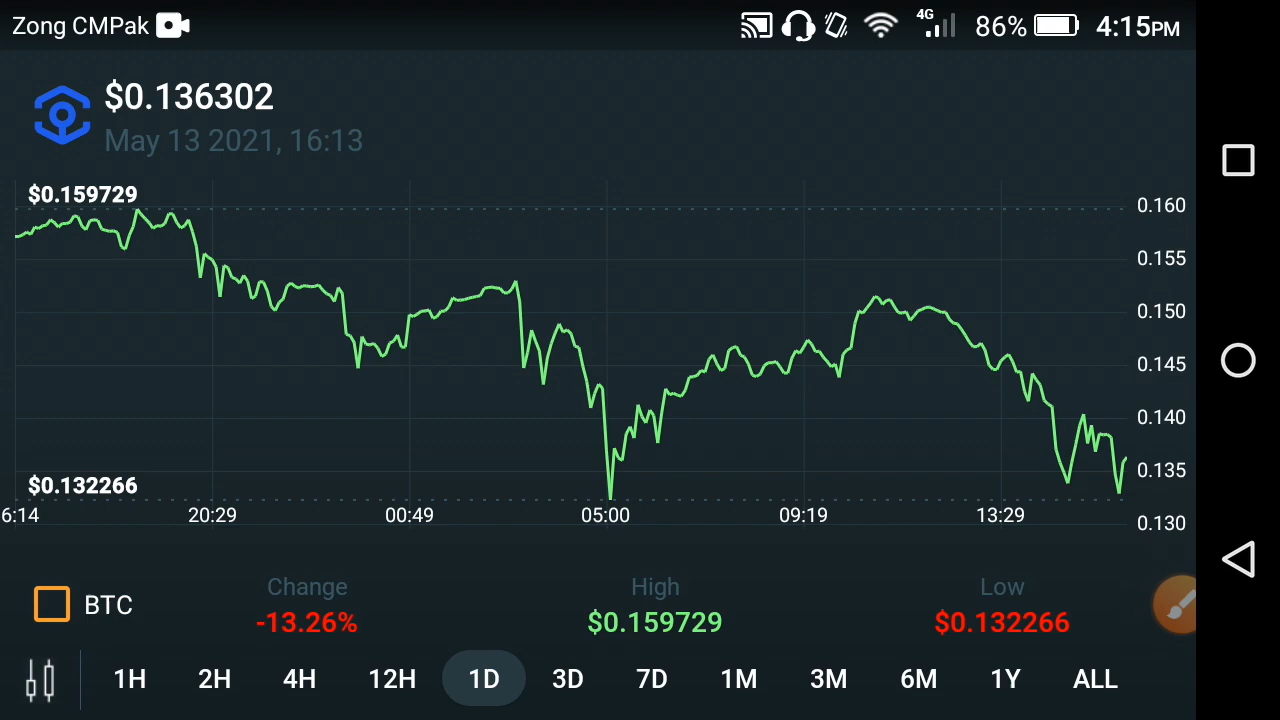 Zong CMPak 4G 86% 4:15PM
$0.136302
May 13 2021, 16:13
$0.159729
0.160
0.155
0.150
0.145
0.140
0.135
$0.132266
6:14 20:29 00:49 05:00 09:19 13:29
0.130
Change High Low
BTC -13.26% $0.159729 $0.132266
1H 2H 4H 12H 1D 3D 7D 1M 3M 6M 1Y ALL